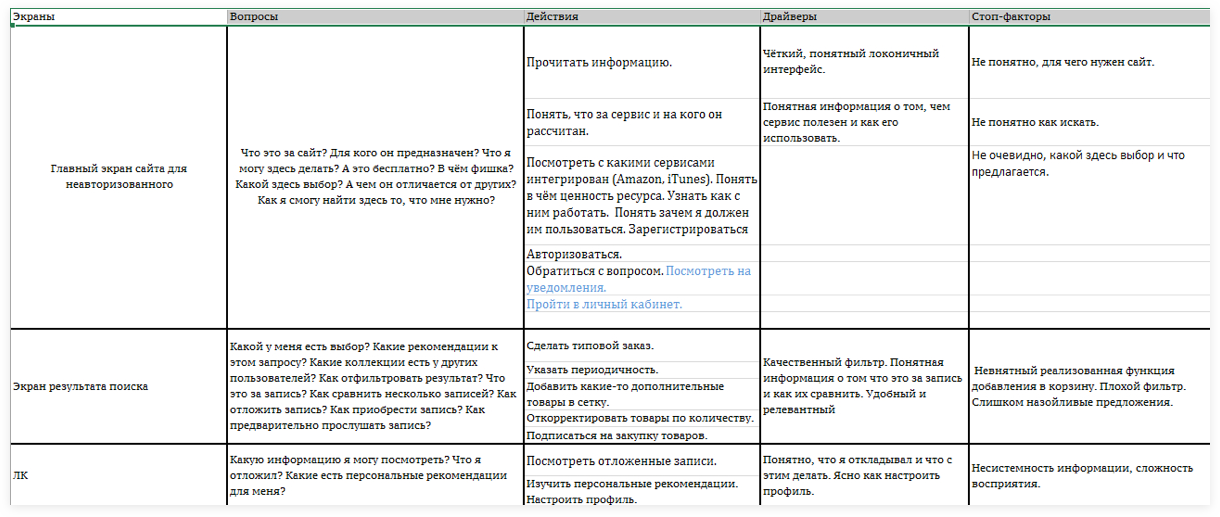 Экраны
Вопросы
Действия
Драйверы
Стоп-факторы
Главный экран сайта для
неавторизованного
Что это за сайт? Для кого он предназначен? Что я
могу здесь делать? А это бесплатно? В чём фишка?
Какой здесь выбор? А чем он отличается от других?
Как я смогу найти здесь то, что мне нужно?
Прочитать информацию.
Понять, что за сервис и на кого он
рассчитан.
Посмотреть с какими сервисами
интегрирован (Amazon, iTunes). Понять
в чём ценность ресурса. Узнать как с
ним работать. Понять зачем я должен
им пользоваться. Зарегистрироваться
Авторизоваться.
Обратиться с вопросом. Посмотреть на
уведомления.
Пройти в личный кабинет.
Чёткий, понятный локоничный
интерфейс.
Понятная информация о том, чем
сервис полезен и как его
использовать.
Не понятно, для чего нужен сайт.
Не понятно как искать.
Не очевидно, какой здесь выбор и что
предлагается.
Экран результата поиска
Какой у меня есть выбор? Какие рекомендации к
этом запросу? Какие коллекции есть у других
пользователей? Как отфильтровать результат? Что
это за запись? Как сравнить несколько записей? Как
отложить запись? Как приобрести запись? Как
предварительно прослушать запись?
Сделать типовой заказ.
Указать периодичность.
Добавить какие-то дополнительные
товары в сетку.
Откорректировать товары по количеству.
Подписаться на закупку товаров.
Качественный фильтр. Понятная
информация о том что это за запись
и как их сравнить. Удобный и
релевантный
Невнятный реализованная функция
добавления в корзину. Плохой фильтр.
Слишком назойливые предложения.
ЛК
Какую информацию я могу посмотреть? Что я
отложил? Какие есть персональные рекомендации
для меня?
Посмотреть отложенные записи.
Изучить персональные рекомендации.
Настроить профиль.
Понятно, что я откладывал и что с
этим делать. Ясно как настроить
профиль.
Несистемность информации, сложность
восприятия.